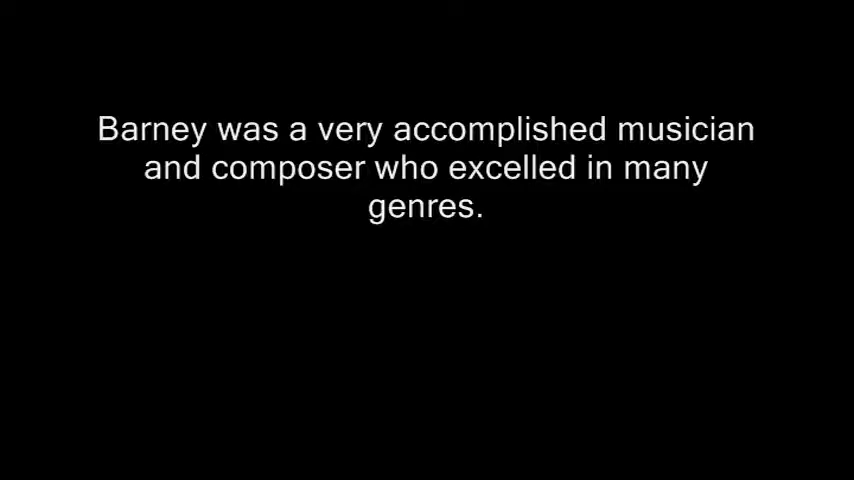 Barney was a very accomplished musician
and composer who excelled in many
genres.